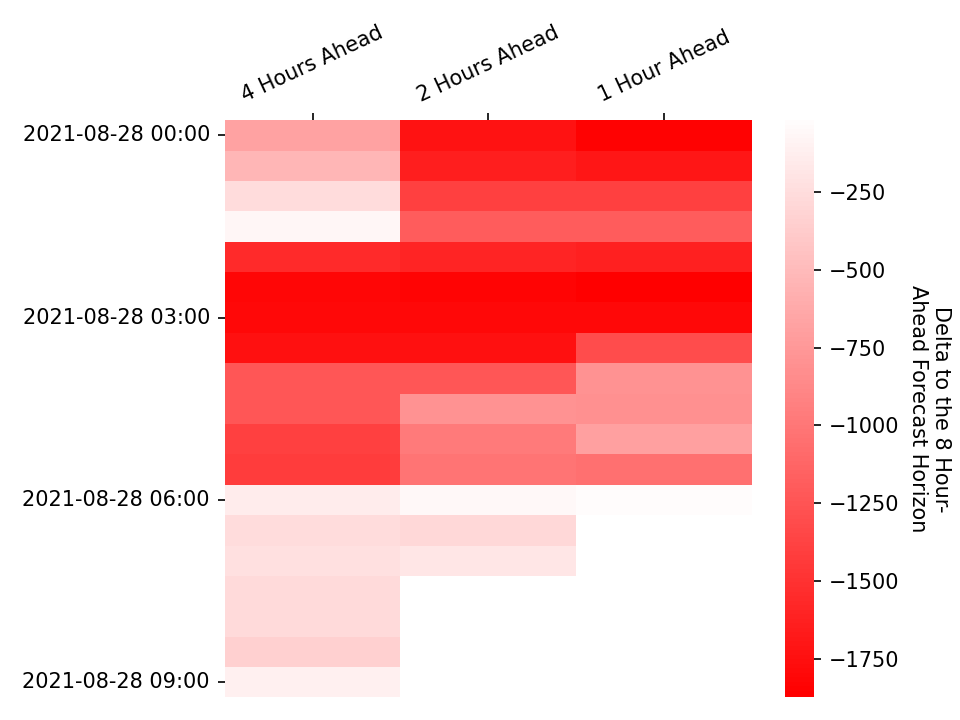 4 Hours Ahead
2 Hours Ahead
1 Hour Ahead
2021-08-28 00:00
2021-08-28 03:00
2021-08-28 06:00
2021-08-28 09:00
−250
−500
−750
−1000
−1250
−1500
−1750
Delta to the 8 Hour-
Ahead Forecast Horizon